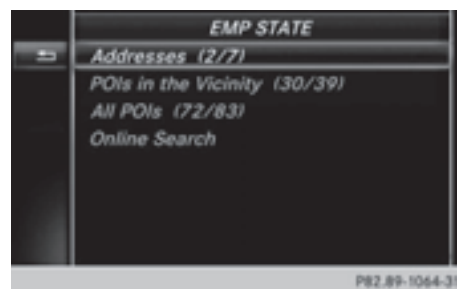 EMP STATE
Addresses (2/7)
POIs in the Vicinity (30/39)
All POIs (72/83)
Online Search
P82.89-1064-31